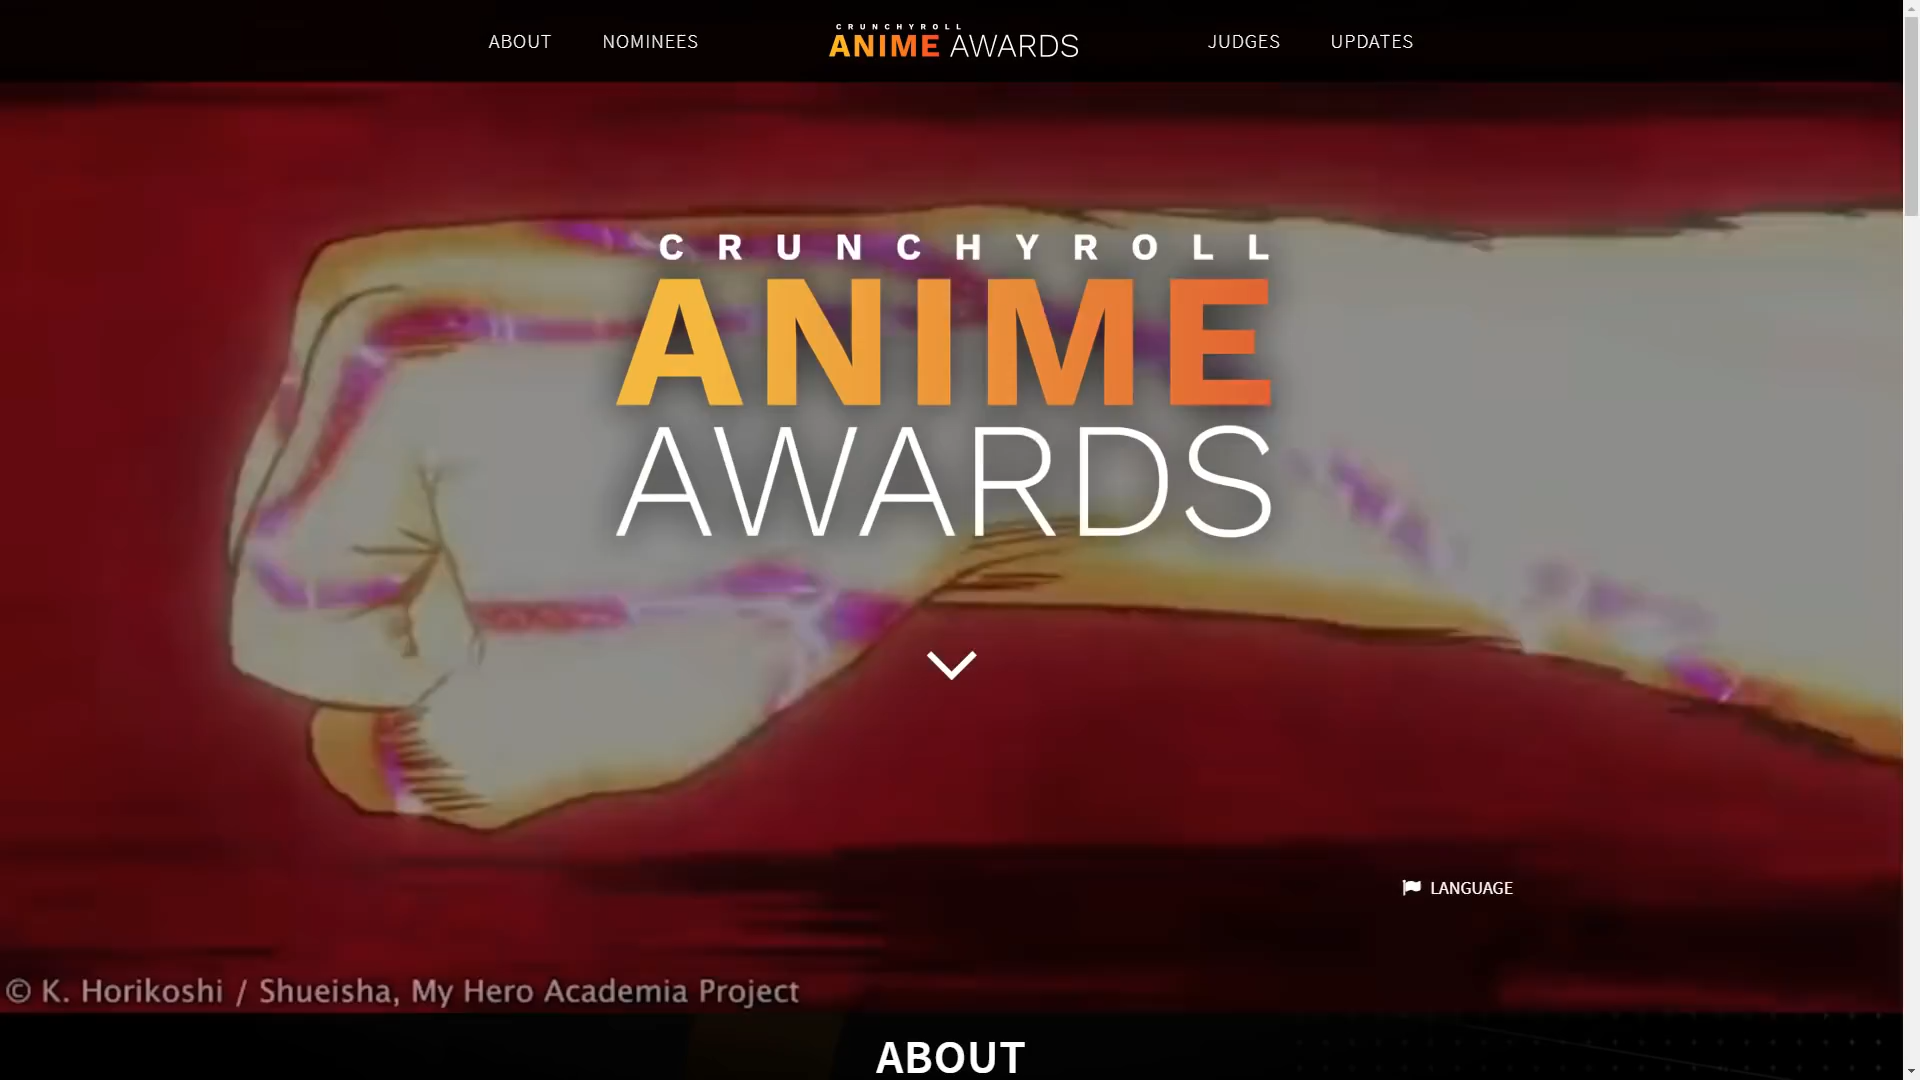 ABOUT
NOMINEES
CRUNCHYROLL
ANIME AWARDS
JUDGES
UPDATES
CRUNCHYROLL
ANIME
AWARDS
LANGUAGE
© K. Horikoshi / Shueisha, My Hero Academia Project
ABOUT